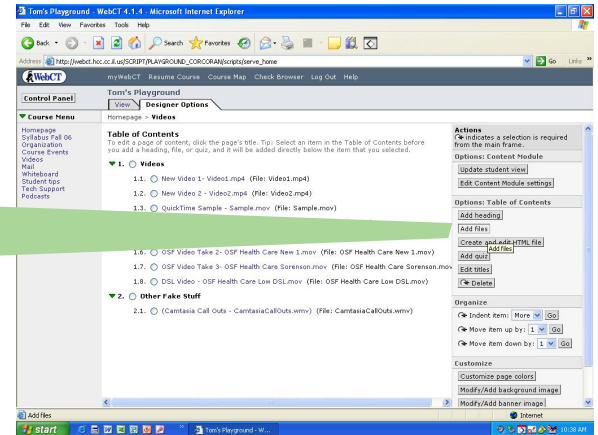 Tom's Playground - WebCT 4.1.4 - Microsoft Internet Explorer
File Edit View Favorites Tools Help
Back Search Favorites
Address http://webct.hcc.cc.il.us/SCRIPT/PLAYGROUND_CORCORAN/scripts/serve_home Go Links »
WebCT myWebCT Resume Course Course Map Check Browser Log Out Help
Control Panel
Tom's Playground
View Designer Options
Course Menu
Homepage > Videos
Homepage
Syllabus Fall 06
Organization
Course Events
Videos
Mail
Whiteboard
Student tips
Tech Support
Podcasts
Table of Contents
To edit a page of content, click the page's title. Tip: Select an item in the Table of Contents before
you add a heading, file, or quiz, and it will be added directly below the item that you selected.
1. Videos
1.1. New Video 1- Video1.mp4 (File: Video1.mp4)
1.2. New Video 2 - Video2.mp4 (File: Video2.mp4)
1.3. QuickTime Sample - Sample.mov (File: Sample.mov)
1.6. OSF Video Take 2- OSF Health Care New 1.mov (File: OSF Health Care New 1.mov)
1.7. OSF Video Take 3- OSF Health Care Sorenson.mov (File: OSF Health Care Sorenson.mov
1.8. DSL Video - OSF Health Care Low DSL.mov (File: OSF Health Care Low DSL.mov)
2. Other Fake Stuff
2.1. (Camtasia Call Outs - CamtasiaCallOuts.wmv) (File: CamtasiaCallOuts.wmv)
Actions
indicates a selection is required
from the main frame.
Options: Content Module
Update student view
Edit Content Module settings
Options: Table of Contents
Add heading
Add files
Create and edit HTML file
Add files
Add quiz
Edit titles
Delete
Organize
Indent item: More Go
Move item up by: 1 Go
Move item down by: 1 Go
Customize
Customize page colors
Modify/Add background image
Modify/Add banner image
Add files Internet
start Tom's Playground - W... 10:38 AM